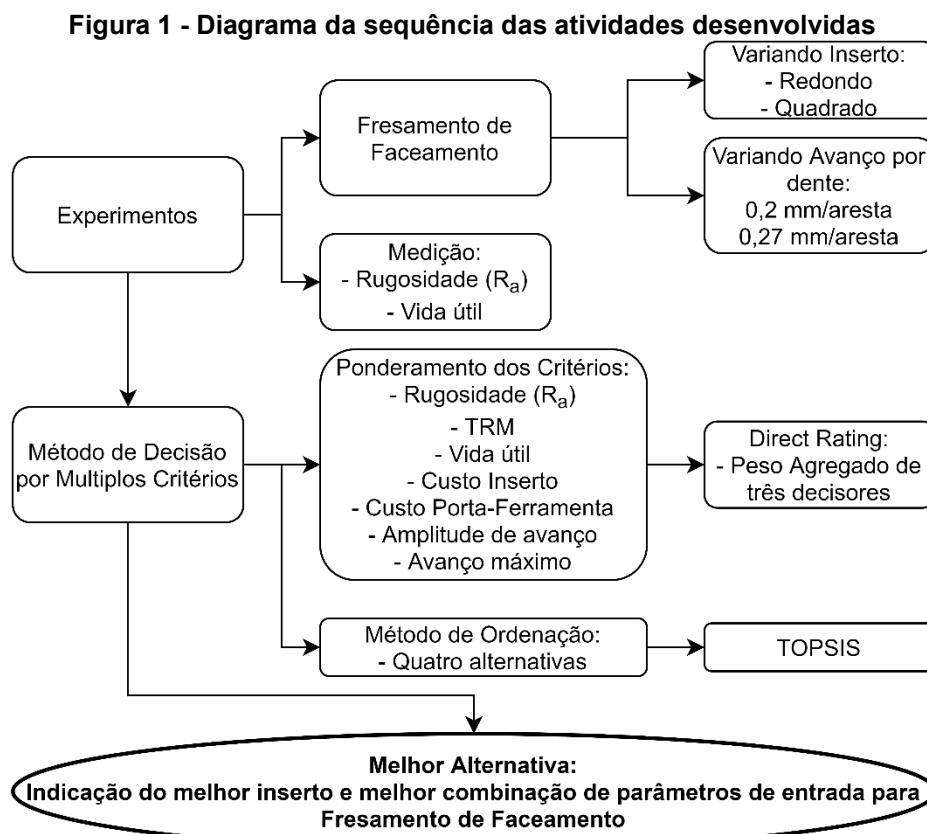 Figura 1 - Diagrama da sequência das atividades desenvolvidas
Variando Inserto:
- Redondo
- Quadrado
Fresamento de
Faceamento
Variando Avanço por
dente:
0,2 mm/aresta
0,27 mm/aresta
Experimentos
Medição:
- Rugosidade (Ra)
- Vida útil
Ponderamento dos Critérios:
- Rugosidade (Ra)
- TRM
- Vida útil
- Custo Inserto
- Custo Porta-Ferramenta
- Amplitude de avanço
- Avanço máximo
Método de Decisão
por Multiplos Critérios
Direct Rating:
- Peso Agregado de
três decisores
Método de Ordenação:
- Quatro alternativas
TOPSIS
Melhor Alternativa:
Indicação do melhor inserto e melhor combinação de parâmetros de entrada para
Fresamento de Faceamento